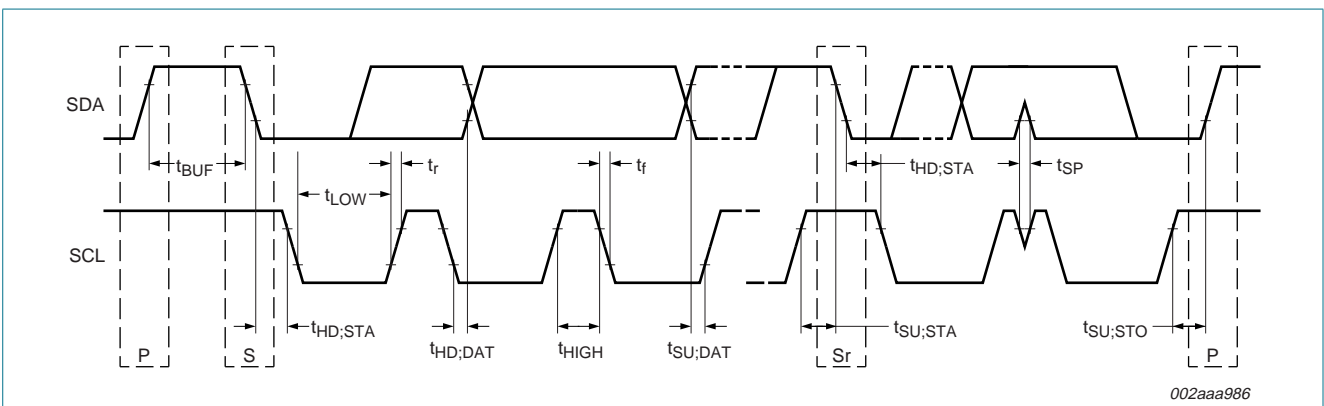 SDA
SCL
tBUF
tLOW
tr
tf
tHD;STA
tSP
tHD;STA
tHD;DAT
tHIGH
tSU;DAT
tSU;STA
tSU;STO
P
S
Sr
P
002aaa986